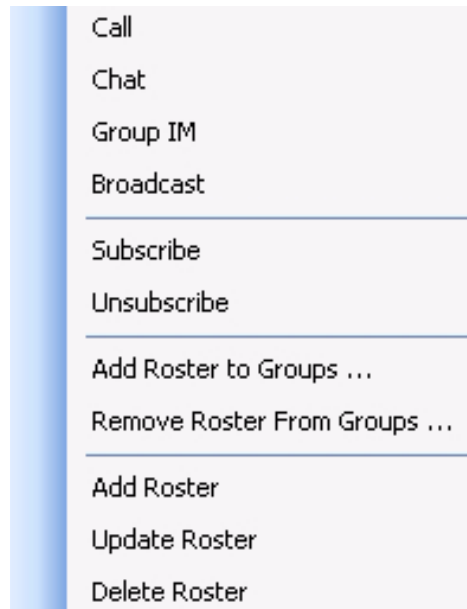 Call
Chat
Group IM
Broadcast
Subscribe
Unsubscribe
Add Roster to Groups ...
Remove Roster From Groups ...
Add Roster
Update Roster
Delete Roster